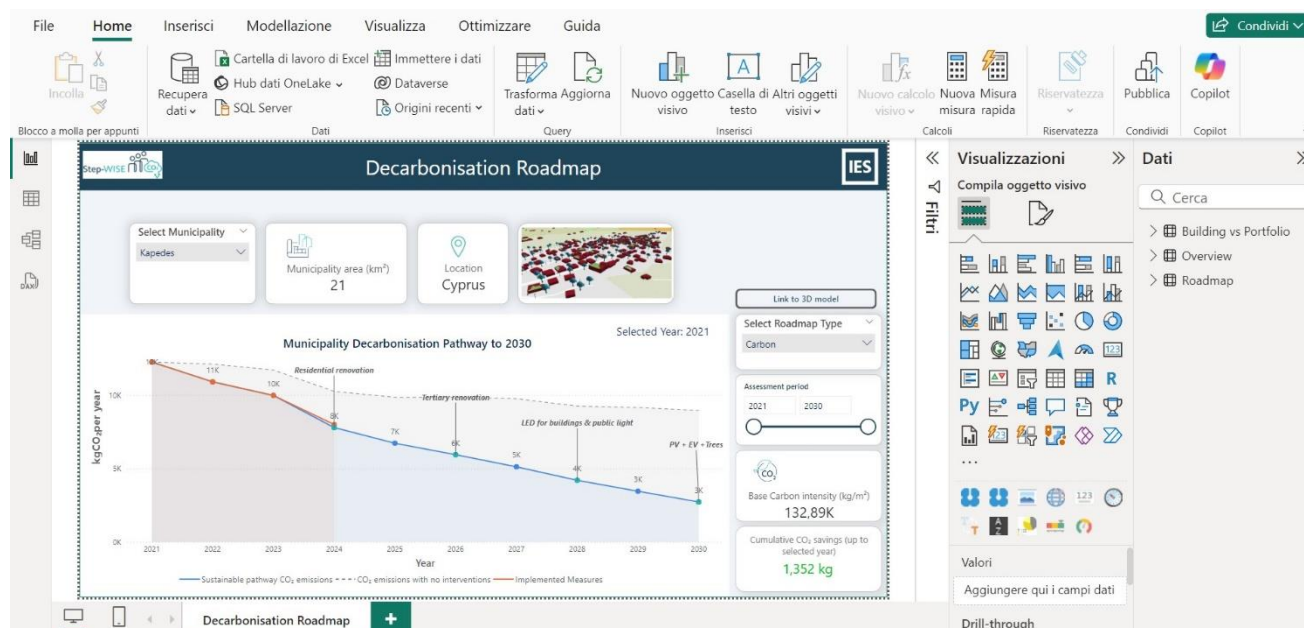 File Home Inserisci Modellazione Visualizza Ottimizzare Guida
Condividi
Incolla
Recupera dati
Cartella di lavoro di Excel
Hub dati OneLake
SQL Server
Immettere i dati
Dataverse
Origini recenti
Trasforma dati
Aggiorna
Nuovo oggetto visivo
Casella di testo
Altri oggetti visivi
Nuovo calcolo visivo
Nuova misura
Misura rapida
Riservatezza
Pubblica
Copilot
Blocco a molla per appunti Dati Query Inserisci Calcoli Riservatezza Condividi Copilot
Step-WISE
Decarbonisation Roadmap
IES
Select Municipality
Kapedes
Municipality area (km²)
21
Location
Cyprus
Link to 3D model
Selected Year: 2021
Municipality Decarbonisation Pathway to 2030
Select Roadmap Type
Carbon
Assessment period
2021 2030
CO₂
Base Carbon intensity (kg/m²)
132,89K
Cumulative CO₂ savings (up to
selected year)
1,352 kg
kgCO₂per year
10K
5K
0K
11K
10K
8K
7K
6K
5K
4K
3K
3K
Residential renovation
Tertiary renovation
LED for buildings & public light
PV + EV +Trees
2021 2022 2023 2024 2025 2026 2027 2028 2029 2030
Year
Sustainable pathway CO₂ emissions CO₂ emissions with no interventions Implemented Measures
Decarbonisation Roadmap +
Filtri
Visualizzazioni
Compila oggetto visivo
123
R
Py
123
...
123
Valori
Aggiungere qui i campi dati
Drill-through
Dati
Cerca
Building vs Portfolio
Overview
Roadmap